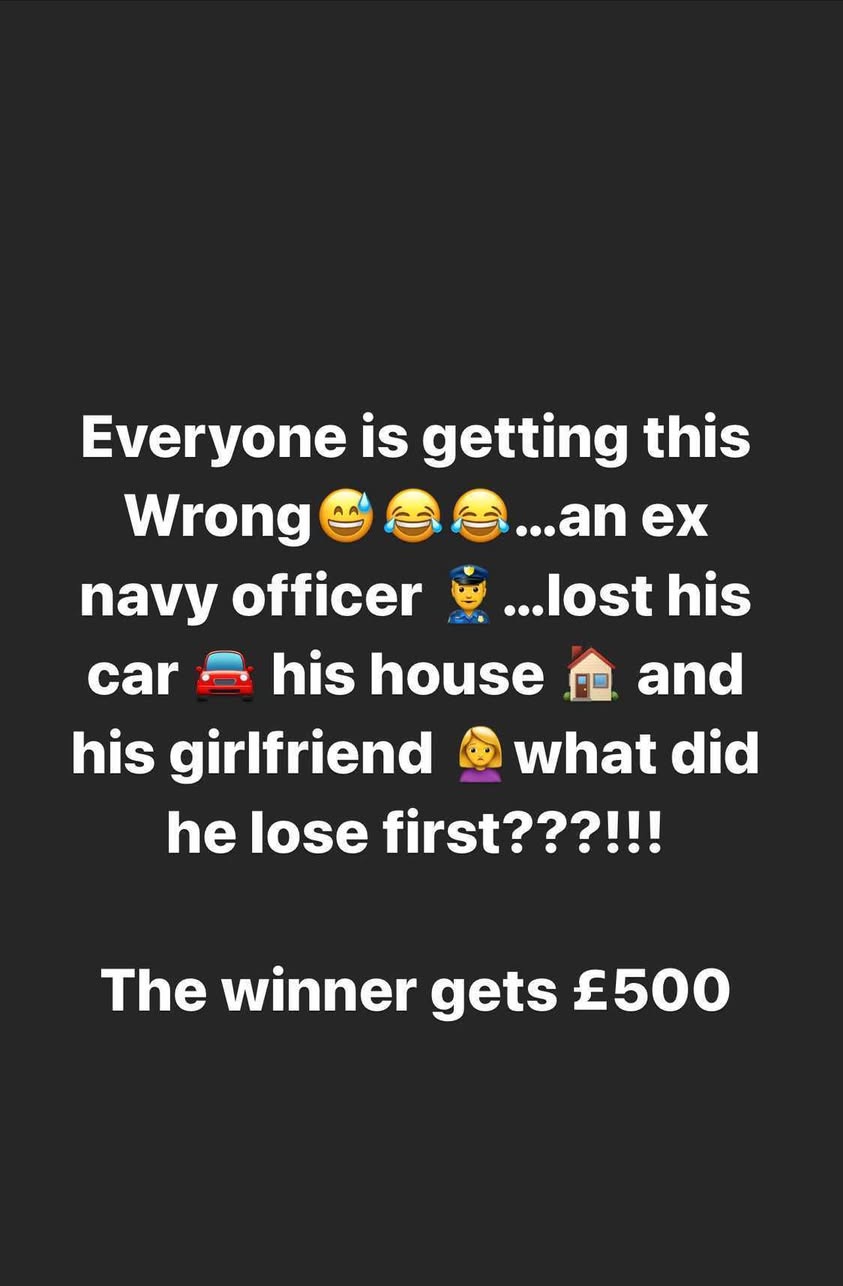 Everyone is getting this
Wrong😅😂😂...an ex
navy officer 👮‍♂️...lost his
car 🚘 his house 🏠 and
his girlfriend 🙍‍♀️what did
he lose first???!!!
The winner gets £500